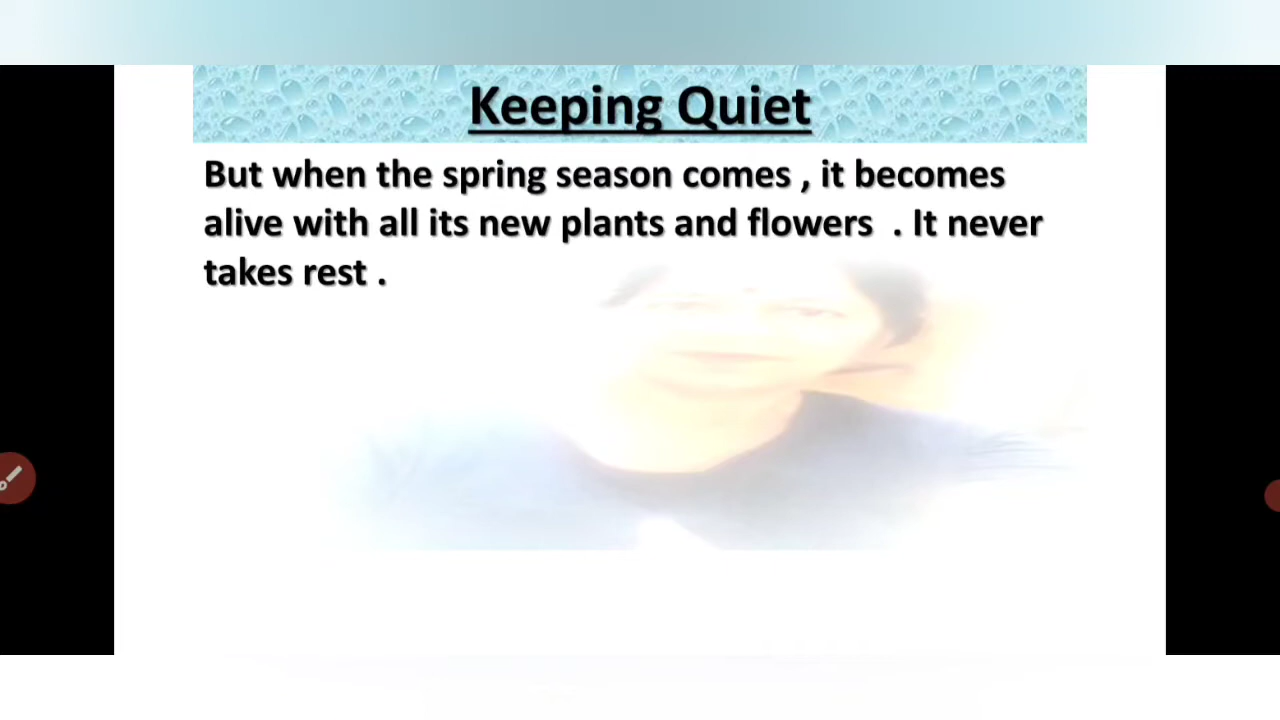 Keeping Quiet
But when the spring season comes , it becomes
alive with all its new plants and flowers  . It never
takes rest .